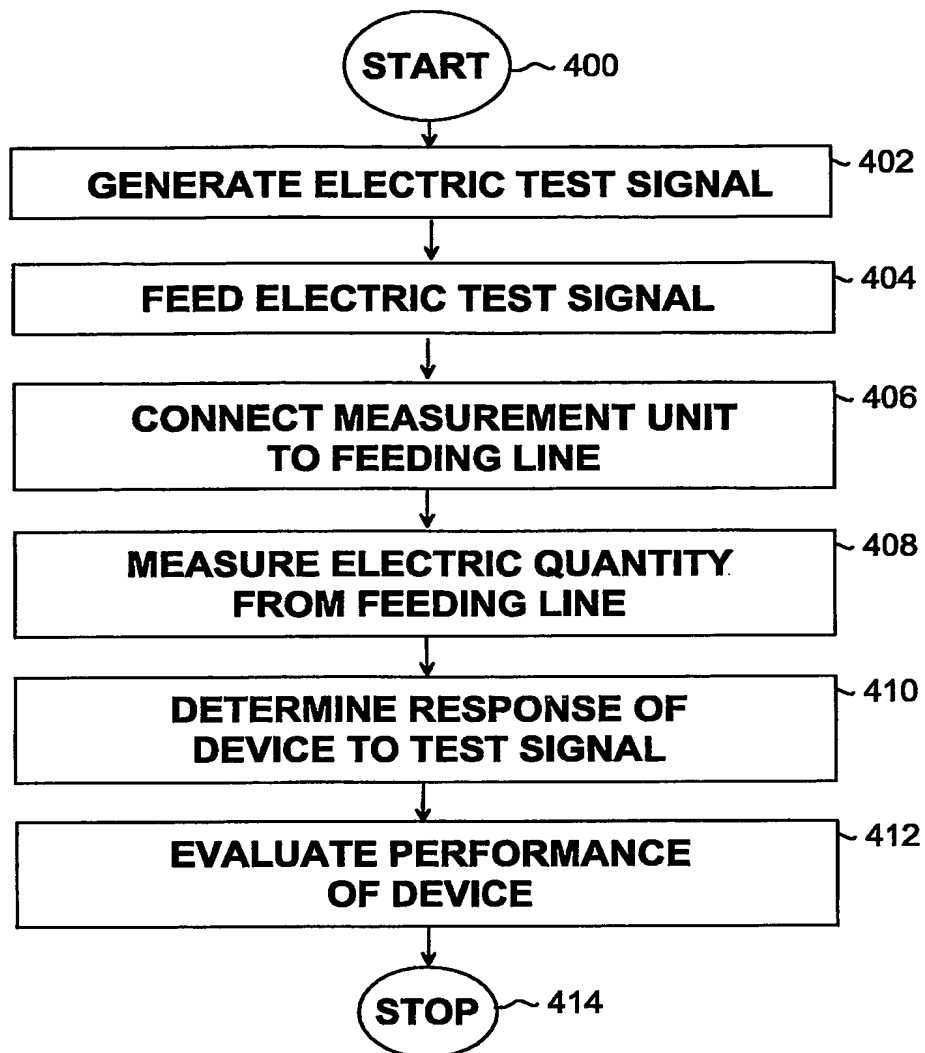 START
400
GENERATE ELECTRIC TEST SIGNAL
402
FEED ELECTRIC TEST SIGNAL
404
CONNECT MEASUREMENT UNIT
TO FEEDING LINE
406
MEASURE ELECTRIC QUANTITY
FROM FEEDING LINE
408
DETERMINE RESPONSE OF
DEVICE TO TEST SIGNAL
410
EVALUATE PERFORMANCE
OF DEVICE
412
STOP
414